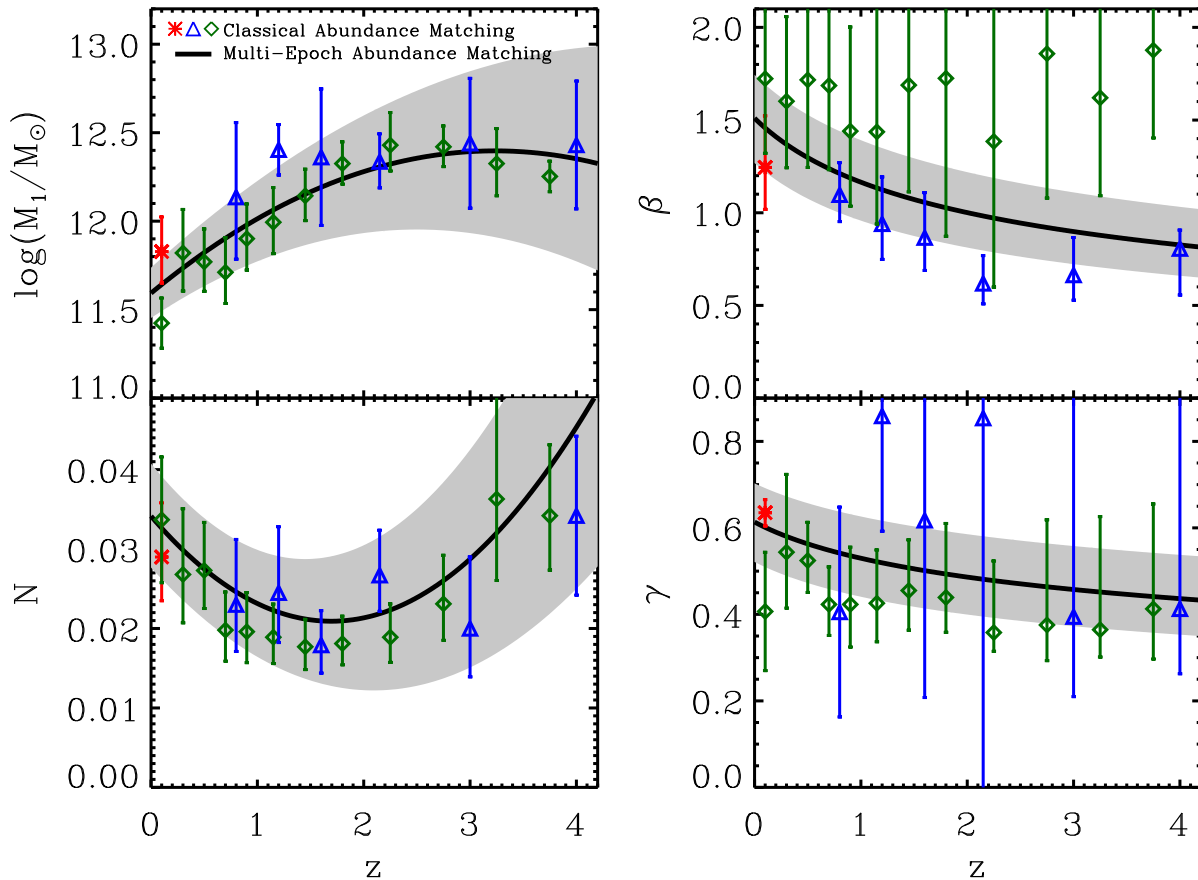 Classical Abundance Matching
Multi-Epoch Abundance Matching
13.0
12.5
12.0
11.5
11.0
log(M₁/M☉)
2.0
1.5
1.0
0.5
0.0
β
0.04
0.03
0.02
0.01
0.00
N
0 1 2 3 4
z
0.8
0.6
0.4
0.2
0.0
γ
0 1 2 3 4
z